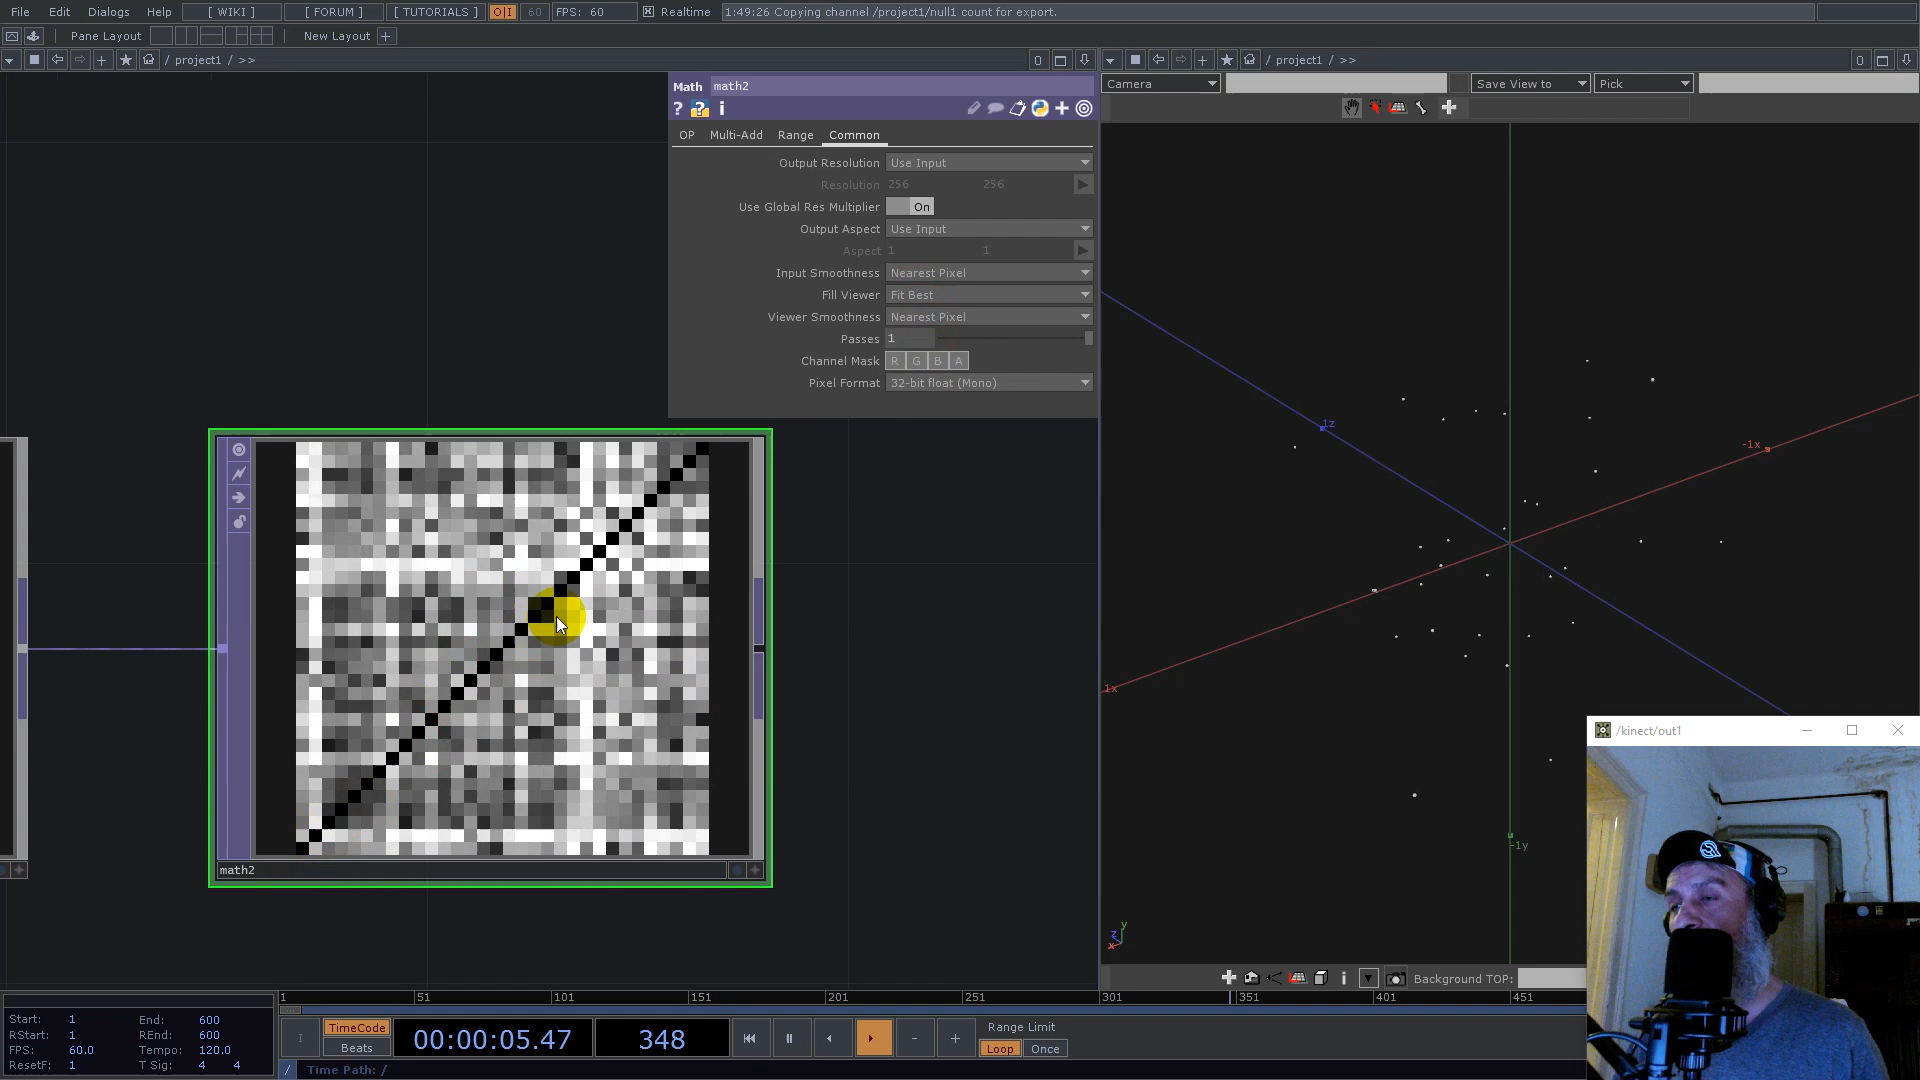 File Edit Dialogs Help [ WIKI ] [ FORUM ] [ TUTORIALS ] O|I 60 FPS: 60 Realtime 1:49:26 Copying channel /project1/null1 count for export.
Pane Layout New Layout +
/ project1 / >> 0
/ project1 / >> 0
Math math2
? ? i
OP Multi-Add Range Common
Output Resolution Use Input
Resolution 256 256
Use Global Res Multiplier On
Output Aspect Use Input
Aspect 1 1
Input Smoothness Nearest Pixel
Fill Viewer Fit Best
Viewer Smoothness Nearest Pixel
Passes 1
Channel Mask R G B A
Pixel Format 32-bit float (Mono)
math2
Camera Save View to Pick
1z
-1x
1x
-1y
y
z
x
i Background TOP:
/kinect/out1
1 51 101 151 201 251 301 351 401 451
Start: 1 End: 600
RStart: 1 REnd: 600
FPS: 60.0 Tempo: 120.0
ResetF: 1 T Sig: 4 4
I TimeCode Beats 00:00:05.47 348 - +
Range Limit
Loop Once
/ Time Path: /